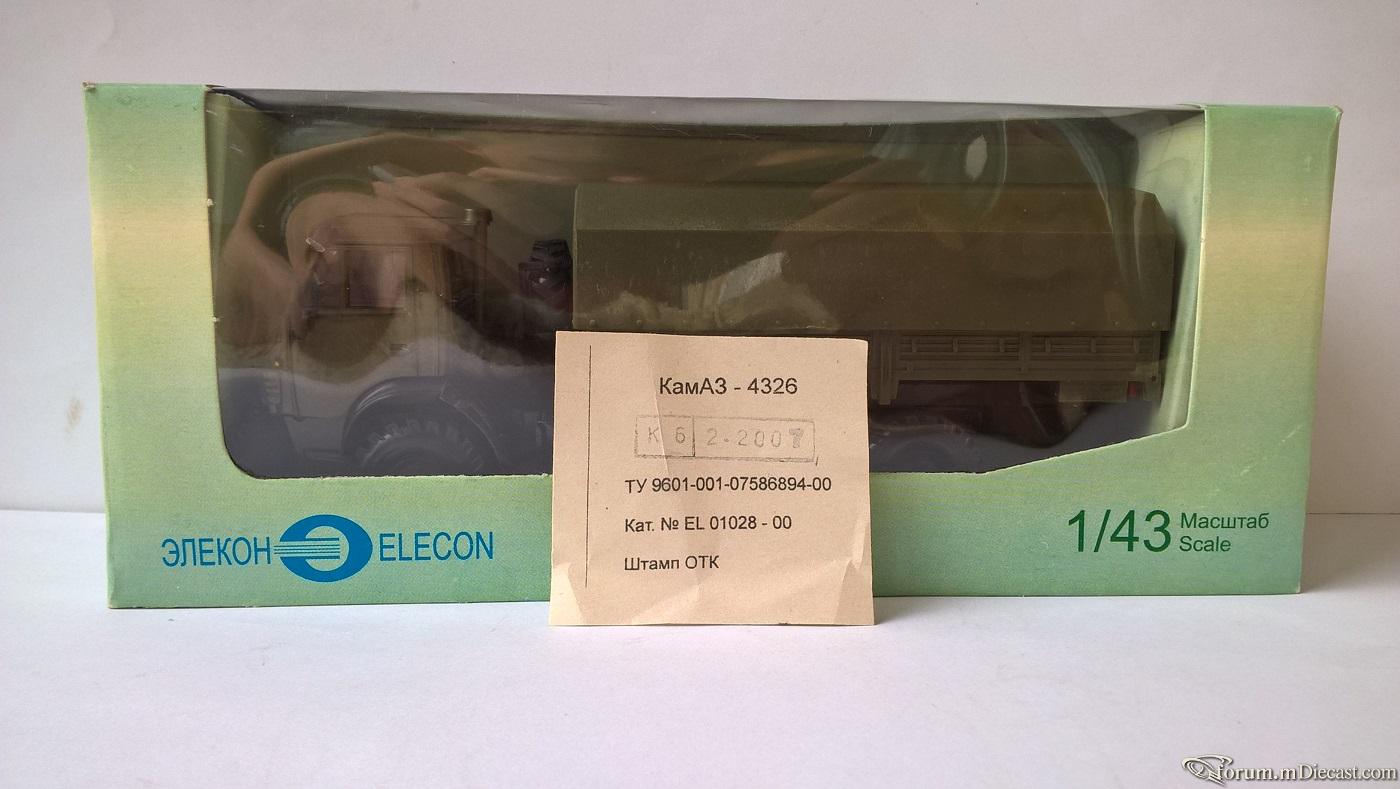 КамАЗ - 4326
К 6 2-2007
ТУ 9601-001-07586894-00
Кат. № EL 01028 - 00
Штамп ОТК
ЭЛЕКОН ELECON
1/43 Масштаб
Scale
forum.mDiecast.com